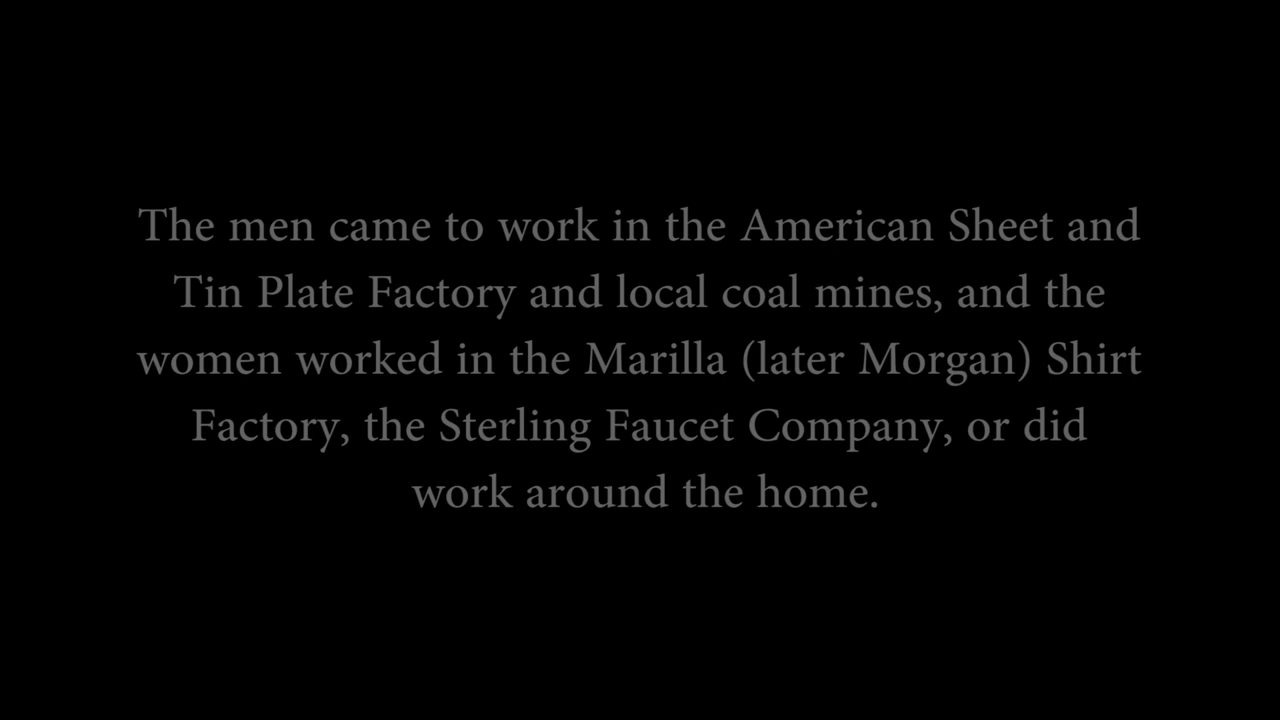 The men came to work in the American Sheet and
Tin Plate Factory and local coal mines, and the
women worked in the Marilla (later Morgan) Shirt
Factory, the Sterling Faucet Company, or did
work around the home.